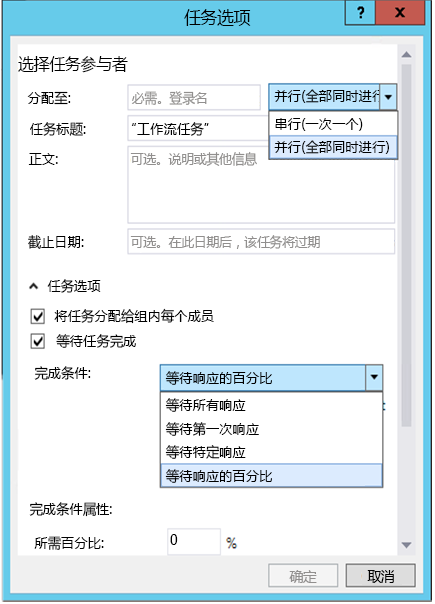 任务选项
?
x
选择任务参与者
分配至: 必需。登录名 并行(全部同时进行
串行(一次一个)
并行(全部同时进行)
任务标题: “工作流任务”
正文: 可选。说明或其他信息
截止日期: 可选。在此日期后，该任务将过期
任务选项
将任务分配给组内每个成员
等待任务完成
完成条件: 等待响应的百分比
等待所有响应
等待第一次响应
等待特定响应
等待响应的百分比
完成条件属性:
所需百分比: 0 %
确定 取消